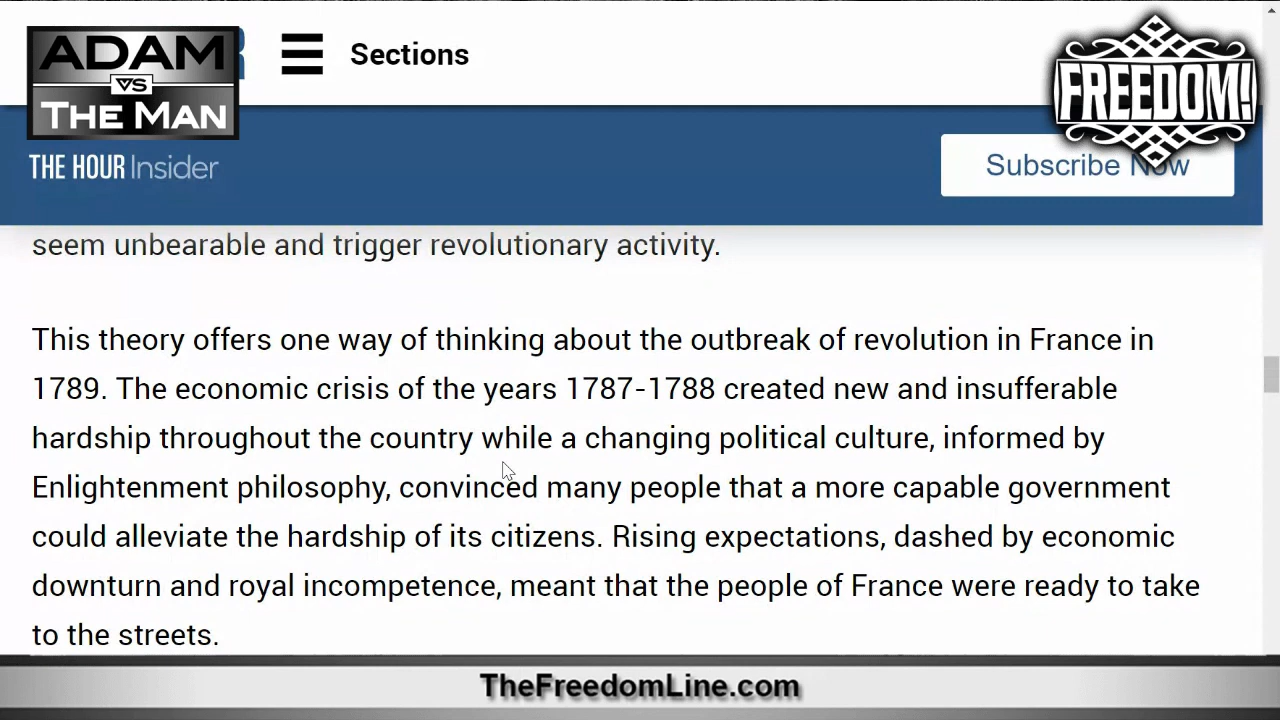 ADAM
VS
THE MAN
Sections
FREEDOM!
THE HOUR Insider
Subscribe Now
seem unbearable and trigger revolutionary activity.
This theory offers one way of thinking about the outbreak of revolution in France in
1789. The economic crisis of the years 1787-1788 created new and insufferable
hardship throughout the country while a changing political culture, informed by
Enlightenment philosophy, convinced many people that a more capable government
could alleviate the hardship of its citizens. Rising expectations, dashed by economic
downturn and royal incompetence, meant that the people of France were ready to take
to the streets.
TheFreedomLine.com